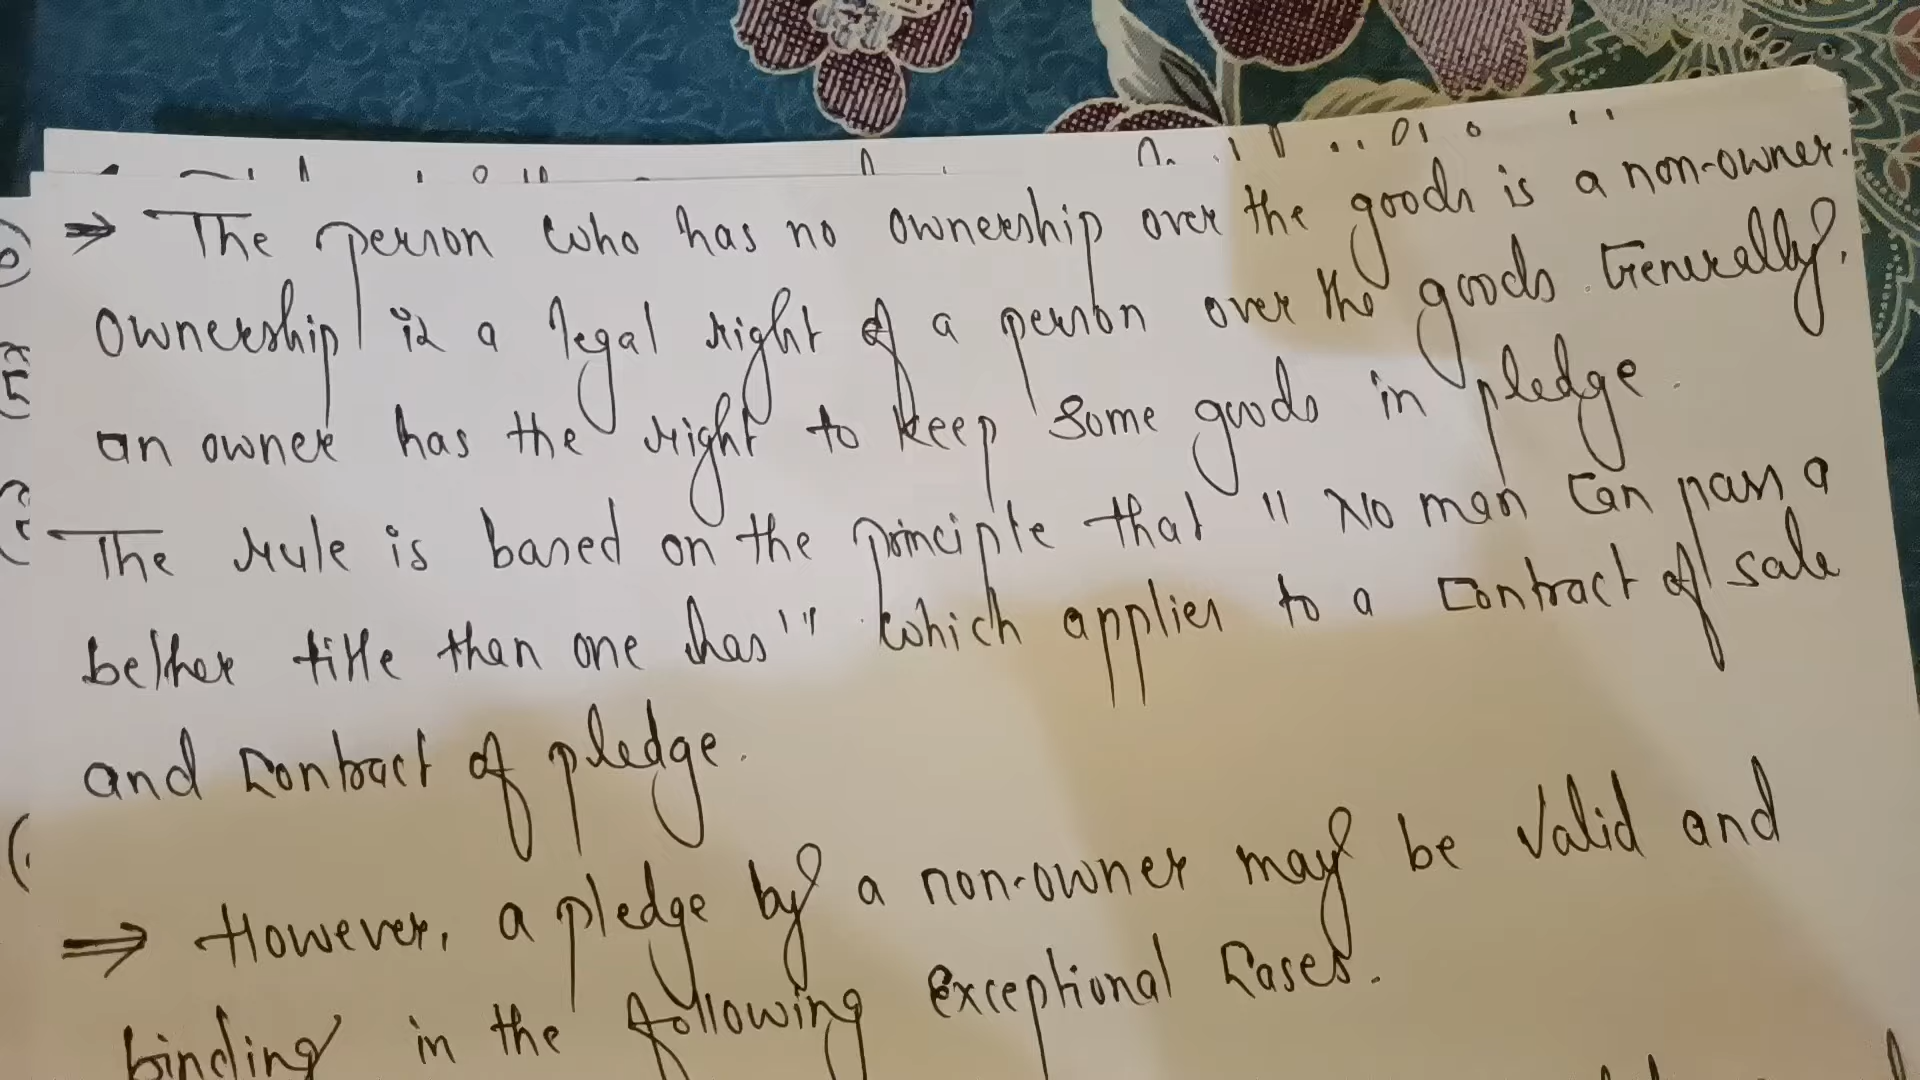 ⇒ The person who has no ownership over the goods is a non-owner.
Ownership is a legal right of a person over the goods. Generally,
an owner has the right to keep some goods in pledge.
The rule is based on the principle that " No man can pass a
better title than one has" which applies to a contract of sale
and contract of pledge.
⇒ However, a pledge by a non-owner may be valid and
binding in the following exceptional cases.